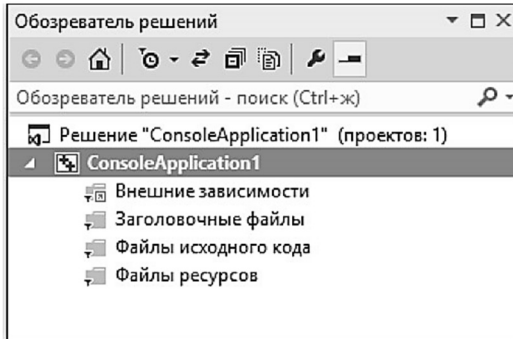 Обозреватель решений
Обозреватель решений - поиск (Ctrl+ж)
Решение "ConsoleApplication1" (проектов: 1)
ConsoleApplication1
Внешние зависимости
Заголовочные файлы
Файлы исходного кода
Файлы ресурсов